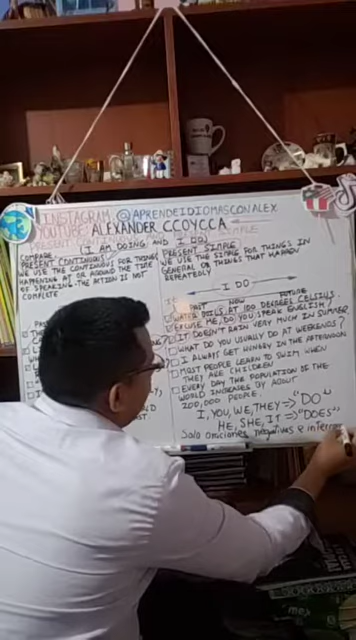 INSTAGRAM @APRENDEIDIOMASCONALEX
YOUTUBE ALEXANDER CCOYCCA
COMPARE (I AM DOING AND I DO)
PRESENT CONTINUOUS
WE USE THE CONTINUOUS FOR THINGS
HAPPENING AT OR AROUND THE TIME
OF SPEAKING. THE ACTION IS NOT
COMPLETE
PRESENT SIMPLE
WE USE THE SIMPLE FOR THINGS IN
GENERAL OR THINGS THAT HAPPEN
REPEATEDLY
I DO
PAST NOW FUTURE
WATER BOILS AT 100 DEGREES CELSIUS.
EXCUSE ME, DO YOU SPEAK ENGLISH?
IT DOESN'T RAIN VERY MUCH IN SUMMER
WHAT DO YOU USUALLY DO AT WEEKENDS?
I ALWAYS GET HUNGRY IN THE AFTERNOON
MOST PEOPLE LEARN TO SWIM WHEN
THEY ARE CHILDREN
EVERY DAY THE POPULATION OF THE
WORLD INCREASES BY ABOUT
200,000 PEOPLE.
I, YOU, WE, THEY => "DO"
HE, SHE, IT => "DOES"
Solo oraciones negativas e interro